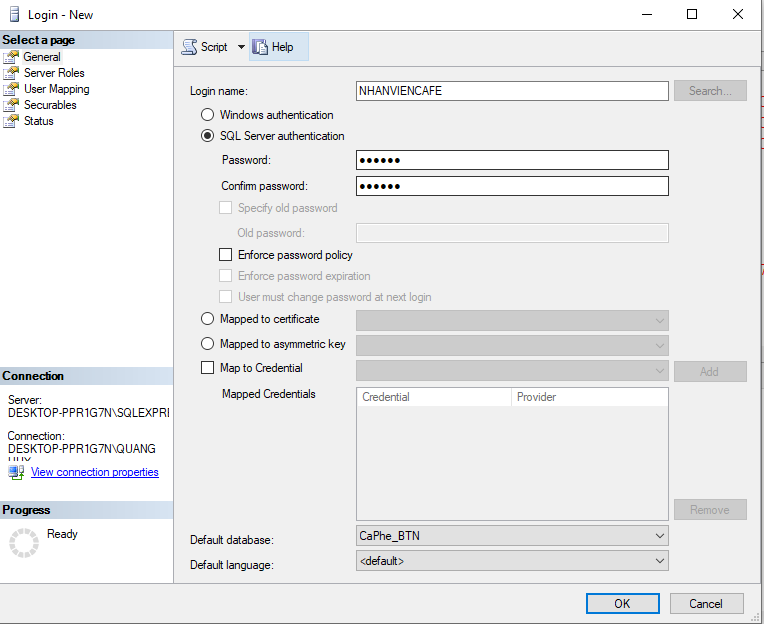 Login - New
Select a page
General
Server Roles
User Mapping
Securables
Status
Script
Help
Login name:
NHANVIENCAFE
Search...
Windows authentication
SQL Server authentication
Password:
●●●●●●
Confirm password:
●●●●●●
Specify old password
Old password:
Enforce password policy
Enforce password expiration
User must change password at next login
Mapped to certificate
Mapped to asymmetric key
Map to Credential
Add
Mapped Credentials
Credential Provider
Remove
Default database:
CaPhe_BTN
Default language:
<default>
Connection
Server:
DESKTOP-PPR1G7N\SQLEXPRI
Connection:
DESKTOP-PPR1G7N\QUANG
View connection properties
Progress
Ready
OK
Cancel